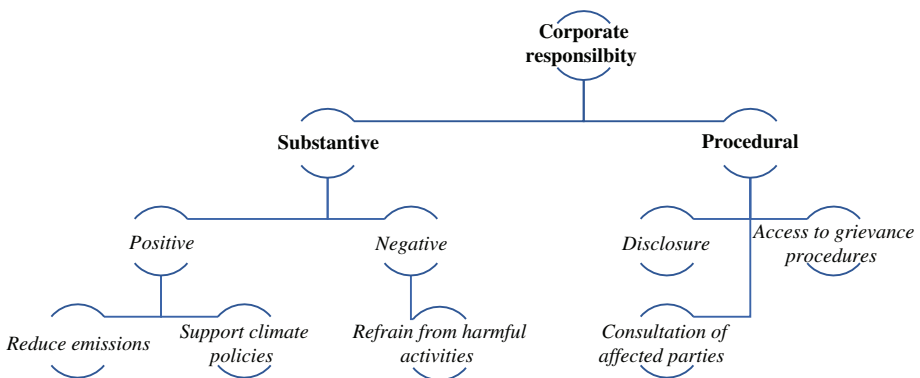 Corporate
responsilbity
Substantive
Procedural
Positive
Negative
Disclosure
Access to grievance
procedures
Reduce emissions
Support climate
policies
Refrain from harmful
activities
Consultation of
affected parties